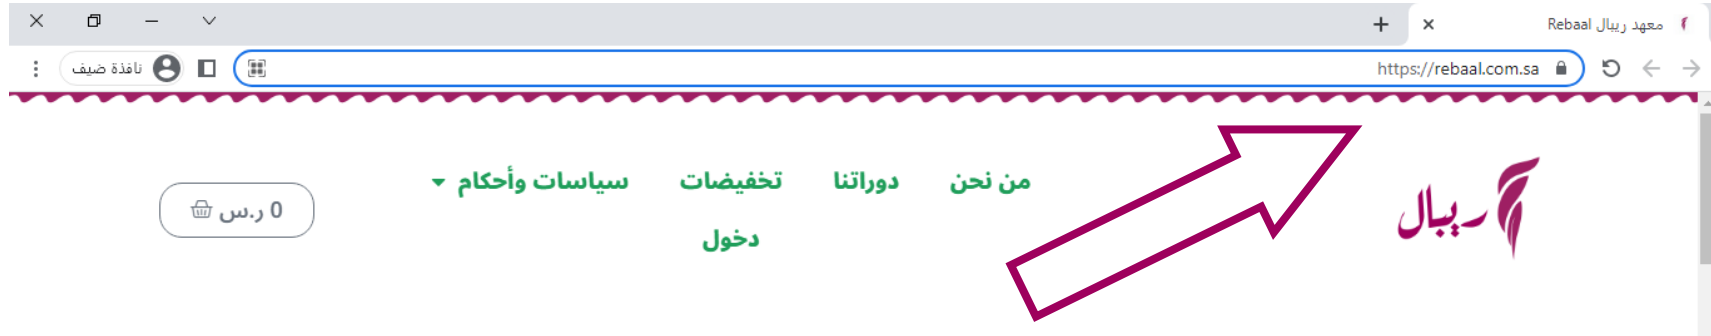 معهد ريبال Rebaal
https://rebaal.com.sa
نافذة ضيف
ريبال
من نحن
دوراتنا
تخفيضات
سياسات وأحكام
دخول
0 ر.س